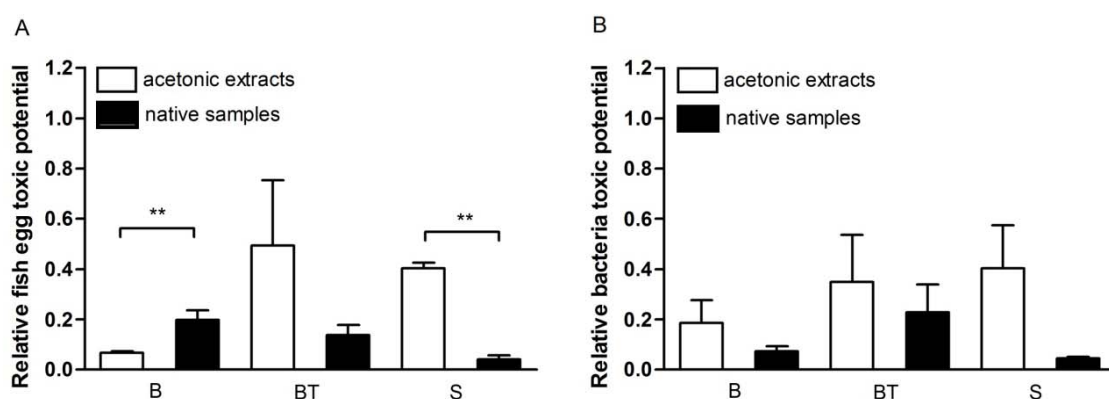 A
Relative fish egg toxic potential
1.2
1.0
0.8
0.6
0.4
0.2
0.0
acetonic extracts
native samples
**
**
B
BT
S
B
Relative bacteria toxic potential
1.2
1.0
0.8
0.6
0.4
0.2
0.0
acetonic extracts
native samples
B
BT
S